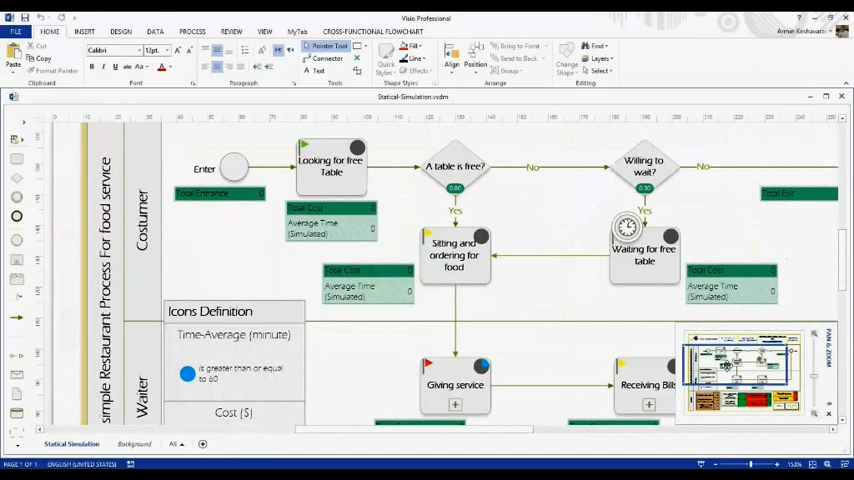 Visio Professional
FILE HOME INSERT DESIGN DATA PROCESS REVIEW VIEW MyTab CROSS-FUNCTIONAL FLOWCHART
Arman Keshavarzi
Cut
Copy
Format Painter
Paste
Clipboard
Calibri 12pt.
Font
Paragraph
Pointer Tool
Connector
Text
Tools
Quick Styles
Fill
Line
Effects
Shape Styles
Align Position
Bring to Front
Send to Back
Group
Arrange
Change Shape
Find
Layers
Select
Editing
Statical-Simulation.vsdm
simple Restaurant Process For food service
Costumer
Waiter
Enter
Total Entrance 0
Looking for free Table
Total Cost 0
Average Time (Simulated) 0
A table is free?
0.80
No
Yes
Willing to wait?
0.30
No
Yes
Total Exit
Sitting and ordering for food
Total Cost 0
Average Time (Simulated) 0
Waiting for free table
Total Cost 0
Average Time (Simulated) 0
Icons Definition
Time-Average (minute)
is greater than or equal to 60
Cost ($)
Giving service
Receiving Bills
PAN & ZOOM
Statical Simulation Background All
PAGE 1 OF 1 ENGLISH (UNITED STATES) 153%